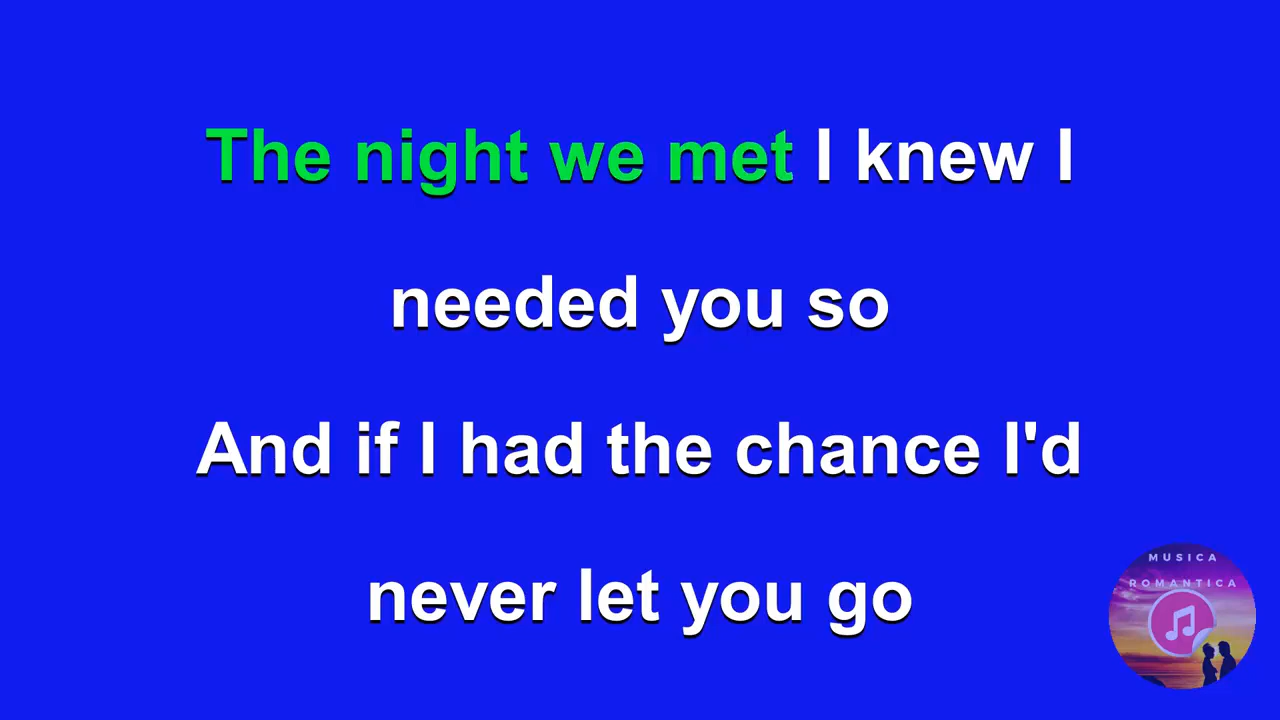 The night we met I knew I
needed you so
And if I had the chance I'd
never let you go
MUSICA
ROMANTICA